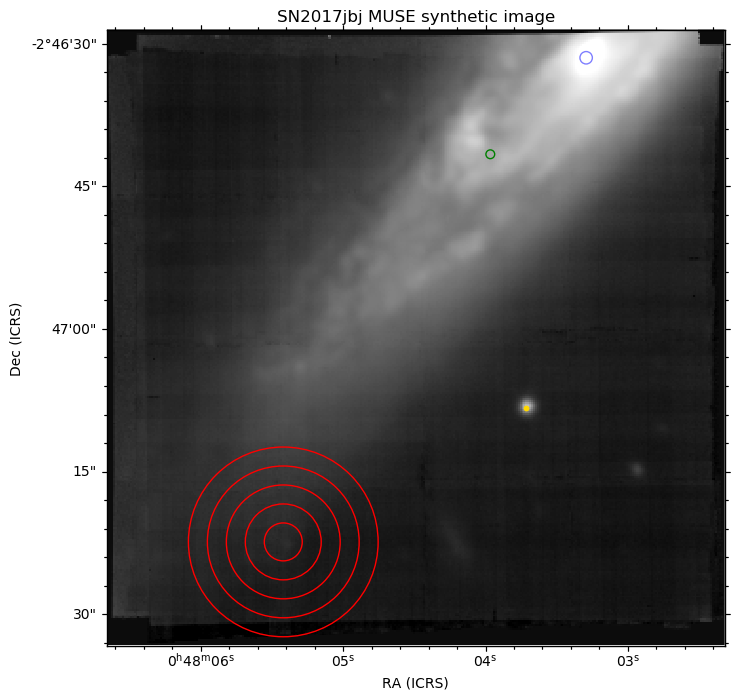 SN2017jbj MUSE synthetic image
-2°46'30"
45"
47'00"
15"
30"
Dec (ICRS)
0ʰ48ᵐ06ˢ
05ˢ
04ˢ
03ˢ
RA (ICRS)